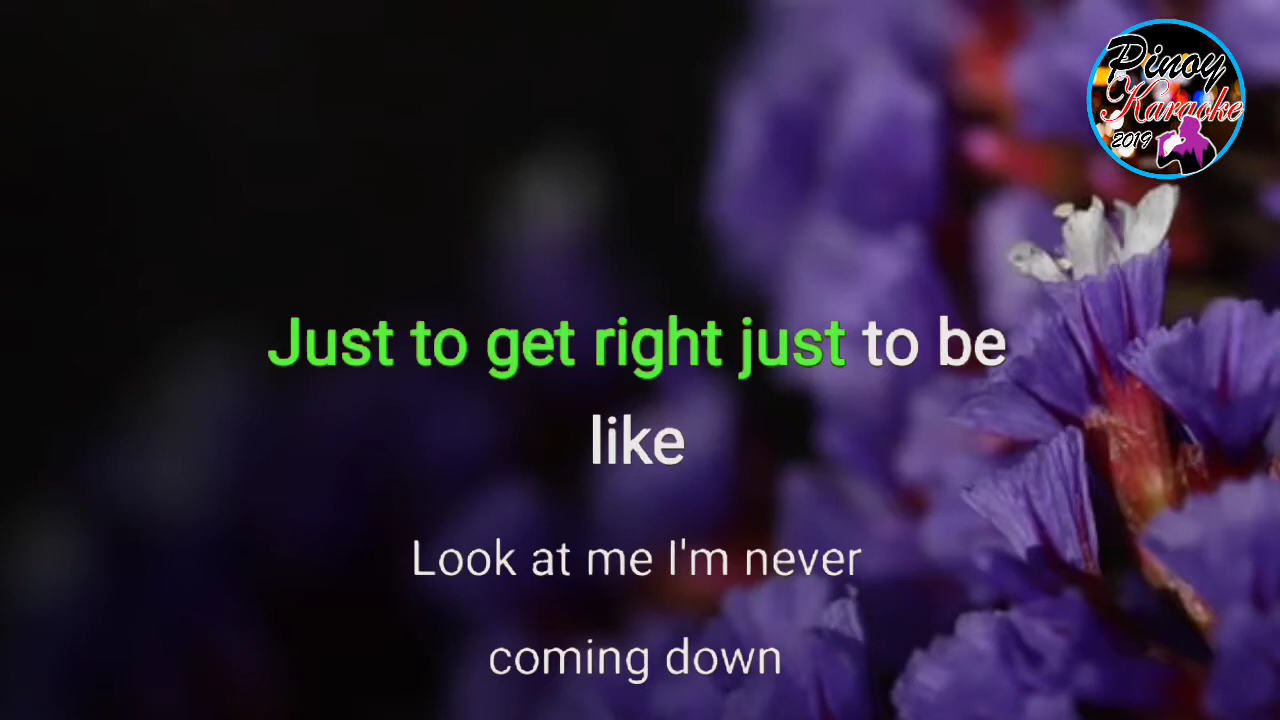 Pinoy
Karaoke
2019
Just to get right just to be
like
Look at me I'm never
coming down